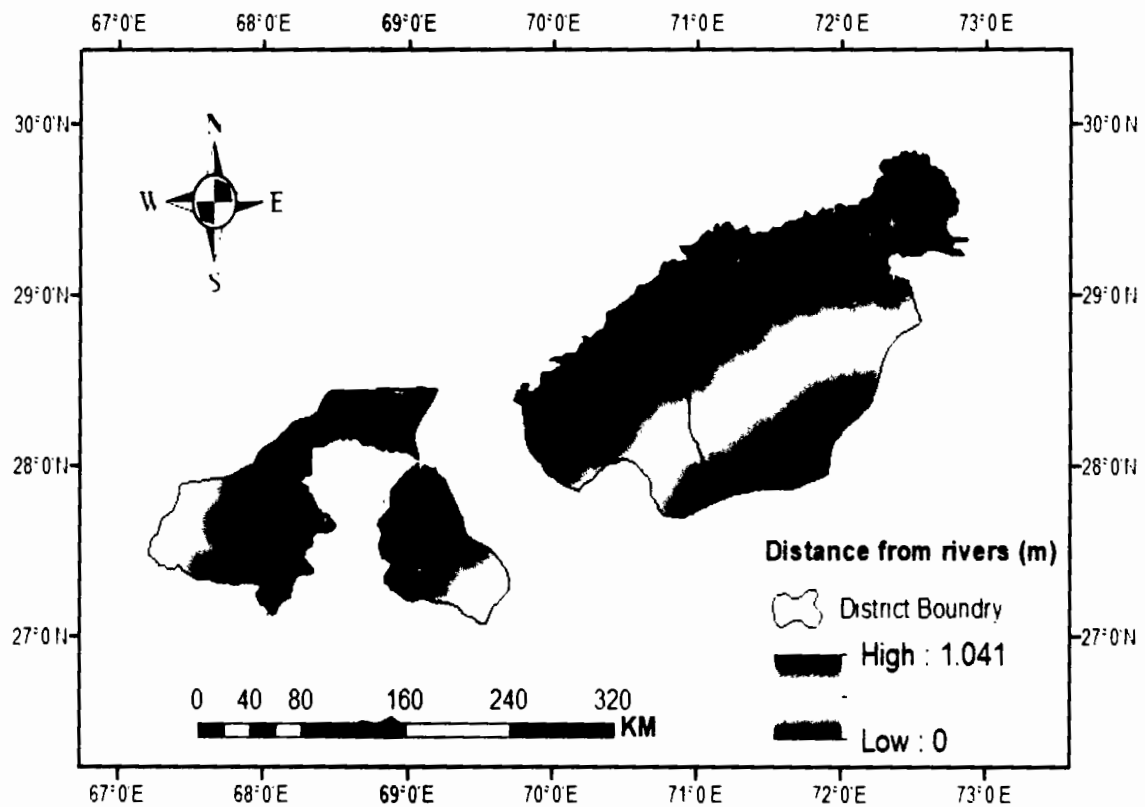 67°0'E 68°0'E 69°0'E 70°0'E 71°0'E 72°0'E 73°0'E
30°0'N 30°0'N
N
W E
S
29°0'N 29°0'N
28°0'N 28°0'N
Distance from rivers (m)
District Boundry
27°0'N 27°0'N
High : 1.041
0 40 80 160 240 320
KM
Low : 0
67°0'E 68°0'E 69°0'E 70°0'E 71°0'E 72°0'E 73°0'E